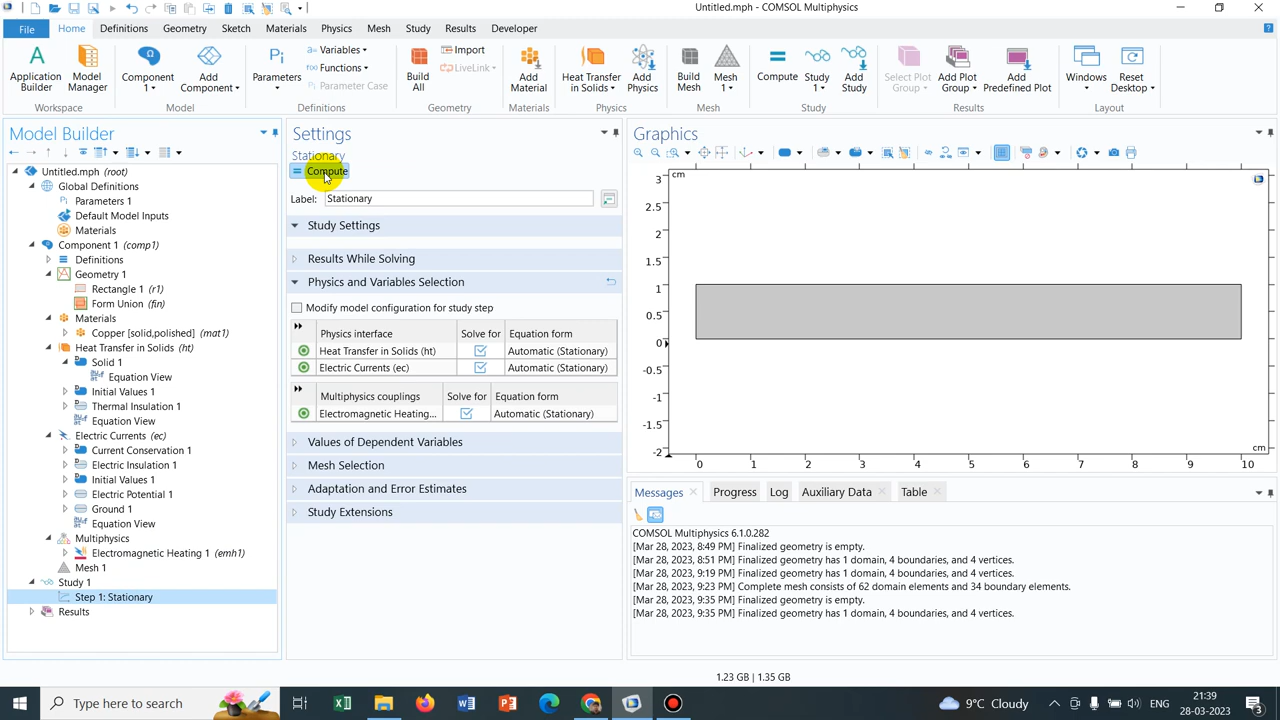 Untitled.mph - COMSOL Multiphysics
File Home Definitions Geometry Sketch Materials Physics Mesh Study Results Developer
Application Builder
Model Manager
Workspace
Component 1
Add Component
Model
Parameters
a= Variables
f(x) Functions
Pi Parameter Case
Definitions
Build All
Import
LiveLink
Geometry
Add Material
Materials
Heat Transfer in Solids
Add Physics
Physics
Build Mesh
Mesh 1
Mesh
Compute
Study 1
Add Study
Study
Select Plot Group
Add Plot Group
Add Predefined Plot
Results
Windows
Reset Desktop
Layout
Model Builder
Untitled.mph (root)
Global Definitions
Parameters 1
Default Model Inputs
Materials
Component 1 (comp1)
Definitions
Geometry 1
Rectangle 1 (r1)
Form Union (fin)
Materials
Copper [solid,polished] (mat1)
Heat Transfer in Solids (ht)
Solid 1
Equation View
Initial Values 1
Thermal Insulation 1
Equation View
Electric Currents (ec)
Current Conservation 1
Electric Insulation 1
Initial Values 1
Electric Potential 1
Ground 1
Equation View
Multiphysics
Electromagnetic Heating 1 (emh1)
Mesh 1
Study 1
Step 1: Stationary
Results
Settings
Stationary
= Compute
Label: Stationary
Study Settings
Results While Solving
Physics and Variables Selection
Modify model configuration for study step
Physics interface Solve for Equation form
Heat Transfer in Solids (ht) Automatic (Stationary)
Electric Currents (ec) Automatic (Stationary)
Multiphysics couplings Solve for Equation form
Electromagnetic Heating... Automatic (Stationary)
Values of Dependent Variables
Mesh Selection
Adaptation and Error Estimates
Study Extensions
Graphics
cm
3
2.5
2
1.5
1
0.5
0
-0.5
-1
-1.5
-2
cm
0 1 2 3 4 5 6 7 8 9 10
Messages Progress Log Auxiliary Data Table
COMSOL Multiphysics 6.1.0.282
[Mar 28, 2023, 8:49 PM] Finalized geometry is empty.
[Mar 28, 2023, 8:51 PM] Finalized geometry has 1 domain, 4 boundaries, and 4 vertices.
[Mar 28, 2023, 9:19 PM] Finalized geometry has 1 domain, 4 boundaries, and 4 vertices.
[Mar 28, 2023, 9:23 PM] Complete mesh consists of 62 domain elements and 34 boundary elements.
[Mar 28, 2023, 9:35 PM] Finalized geometry is empty.
[Mar 28, 2023, 9:35 PM] Finalized geometry has 1 domain, 4 boundaries, and 4 vertices.
1.23 GB | 1.35 GB
Type here to search
9°C Cloudy
ENG
21:39
28-03-2023
3